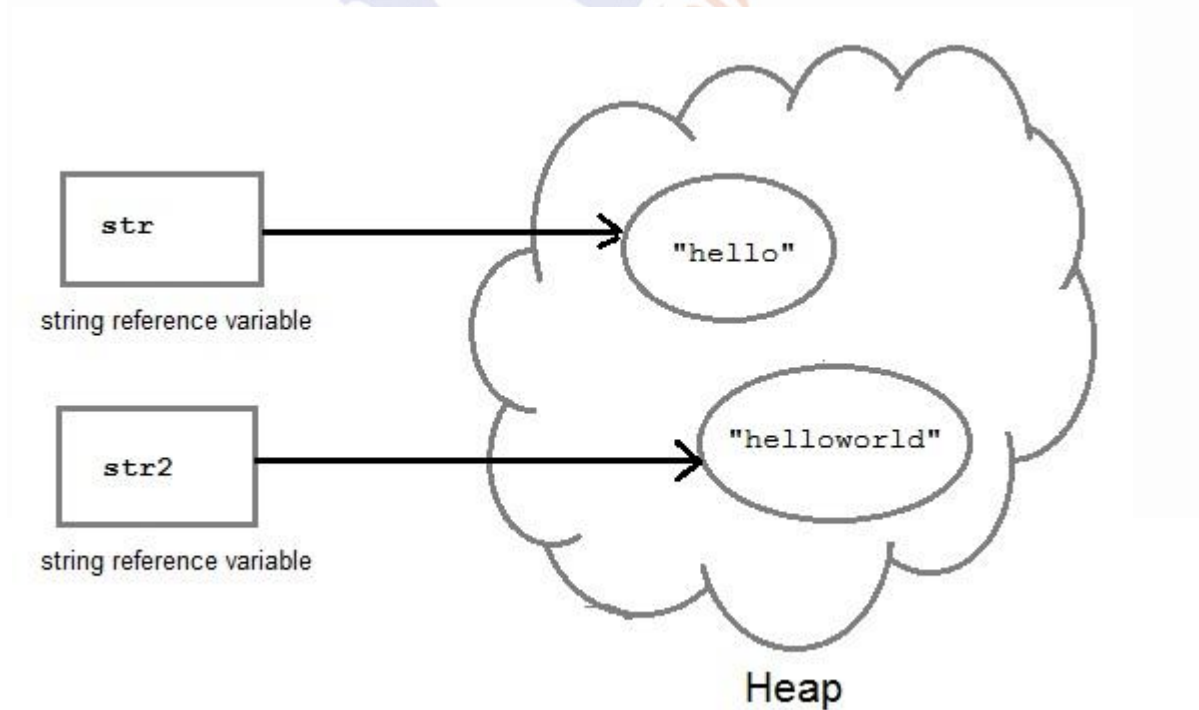 str
"hello"
string reference variable
"helloworld"
str2
string reference variable
Heap